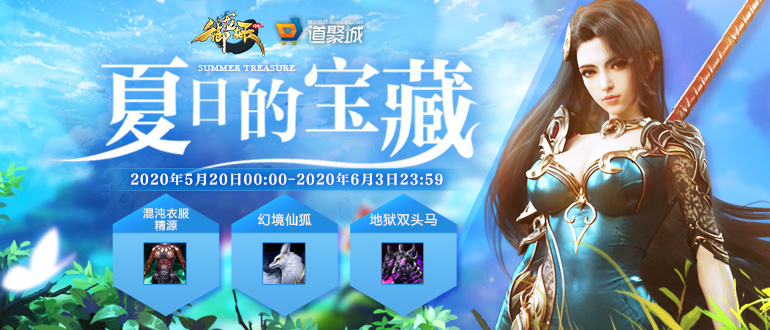 御龙在天
道聚城
SUMMER TREASURE
夏日的宝藏
2020年5月20日00:00-2020年6月3日23:59
混沌衣服
精源
幻境仙狐
地狱双头马